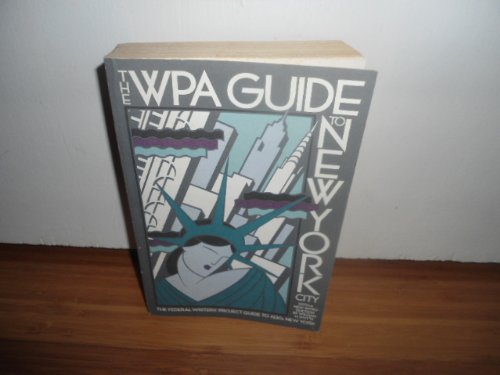 THE WPA GUIDE
TO
NEW YORK
CITY
THE FEDERAL WRITERS' PROJECT GUIDE TO 1930s NEW YORK